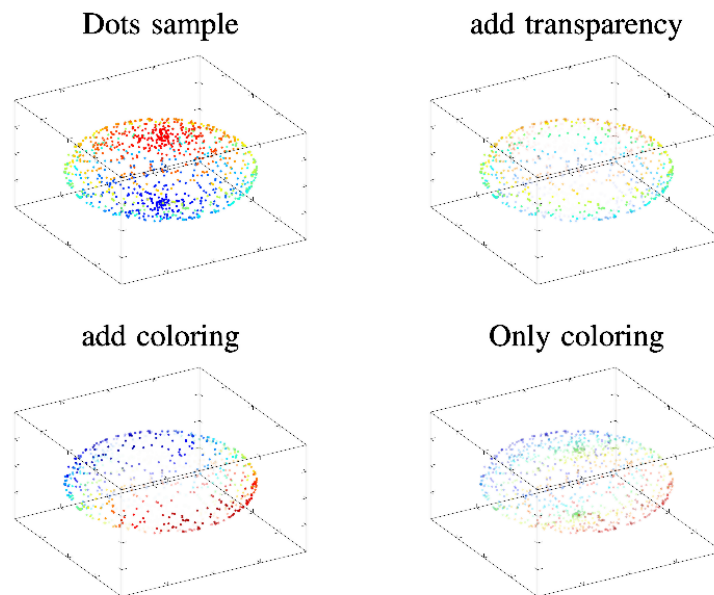 Dots sample
add transparency
add coloring
Only coloring